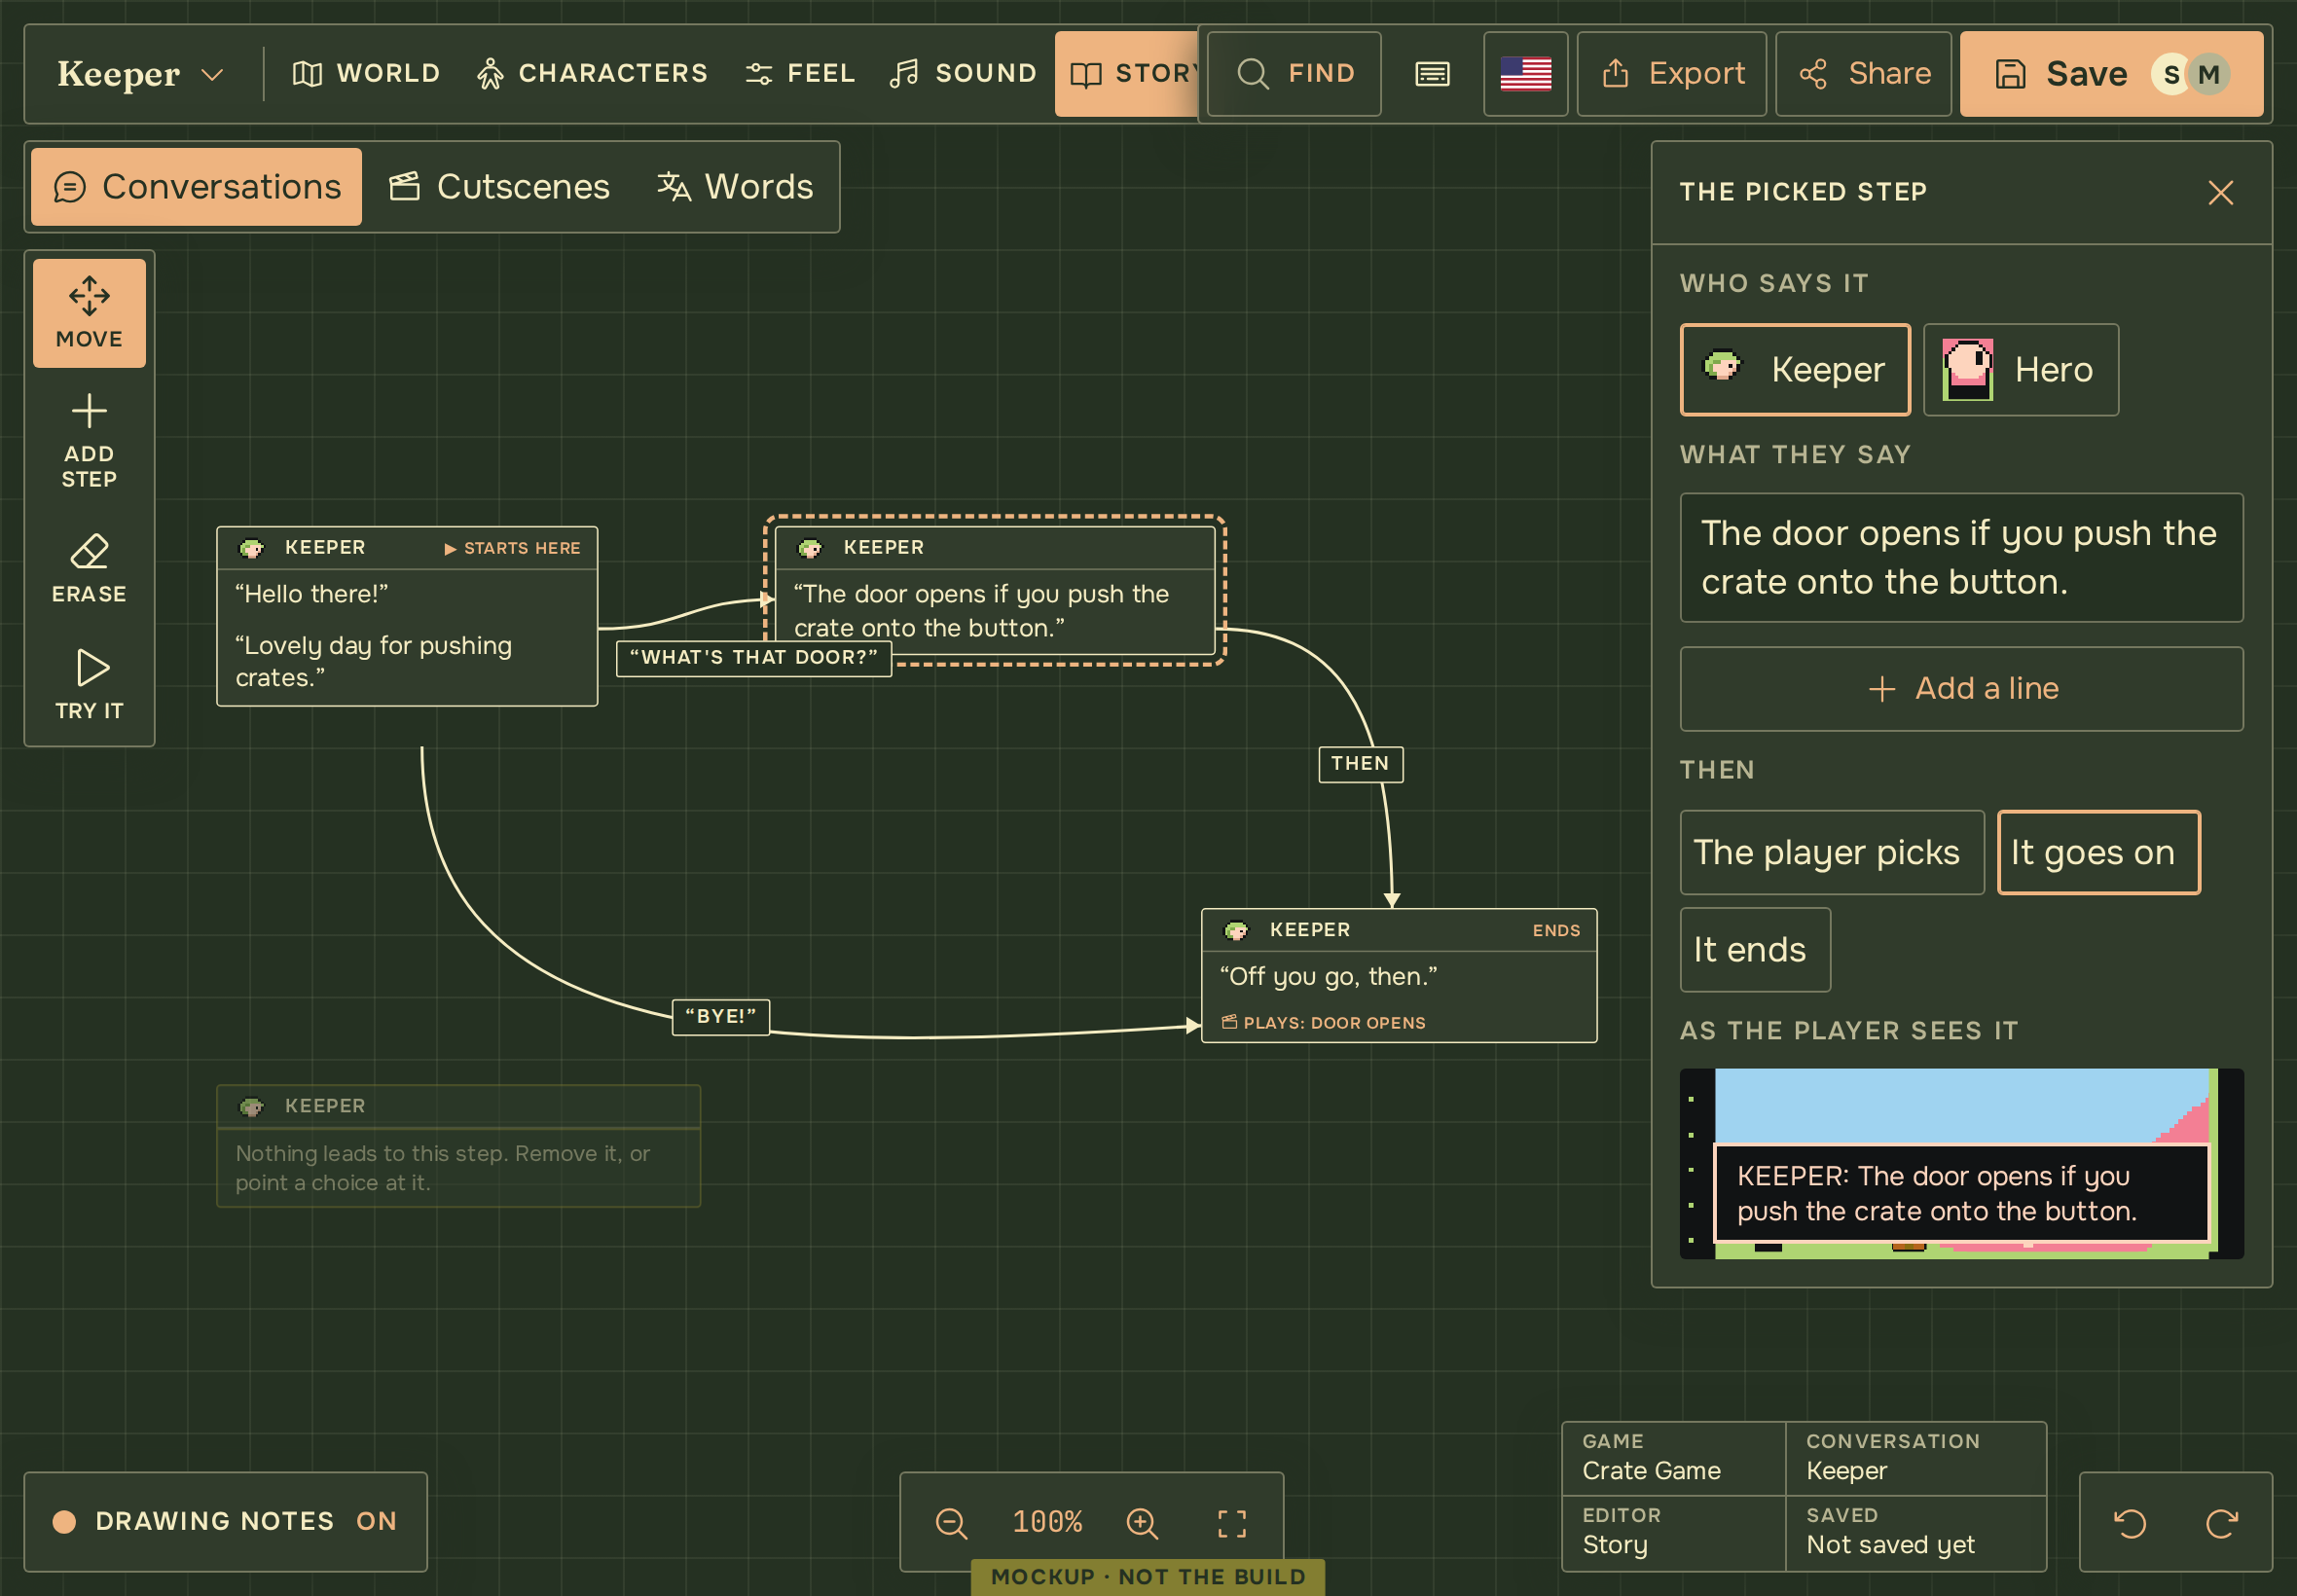 Keeper
WORLD
CHARACTERS
FEEL
SOUND
STORY
FIND
Export
Share
Save
S
M
Conversations
Cutscenes
Words
MOVE
ADD
STEP
ERASE
TRY IT
KEEPER
▶ STARTS HERE
“Hello there!”
“Lovely day for pushing
crates.”
KEEPER
“The door opens if you push the
crate onto the button.”
“WHAT'S THAT DOOR?”
THEN
“BYE!”
KEEPER
ENDS
“Off you go, then.”
PLAYS: DOOR OPENS
KEEPER
Nothing leads to this step. Remove it, or
point a choice at it.
THE PICKED STEP
WHO SAYS IT
Keeper
Hero
WHAT THEY SAY
The door opens if you push the
crate onto the button.
Add a line
THEN
The player picks
It goes on
It ends
AS THE PLAYER SEES IT
KEEPER: The door opens if you
push the crate onto the button.
DRAWING NOTES ON
100%
MOCKUP · NOT THE BUILD
GAME
Crate Game
CONVERSATION
Keeper
EDITOR
Story
SAVED
Not saved yet